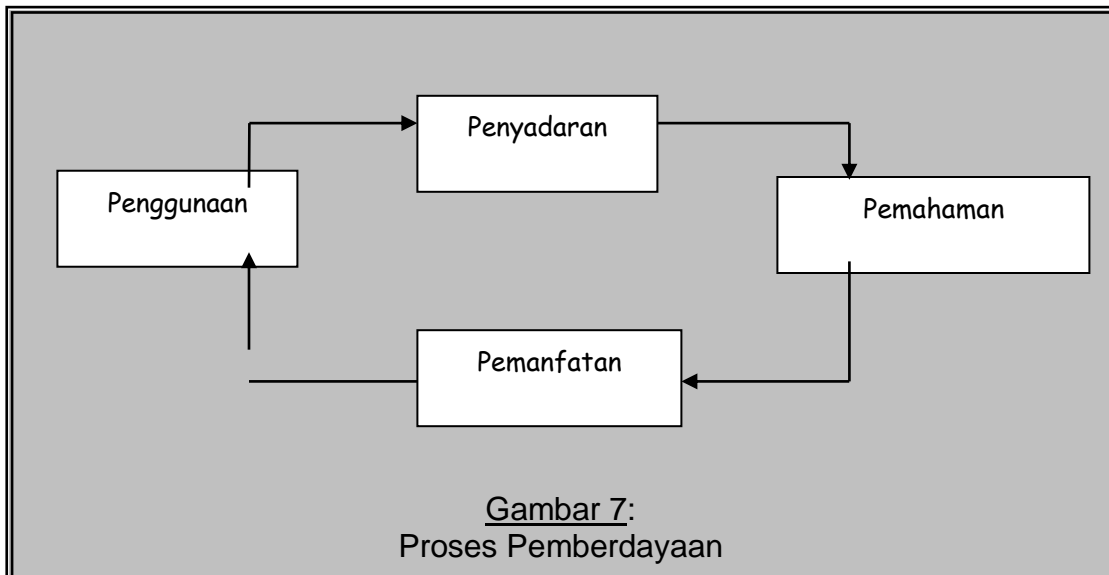 Penyadaran
Penggunaan
Pemahaman
Pemanfatan
Gambar 7:
Proses Pemberdayaan